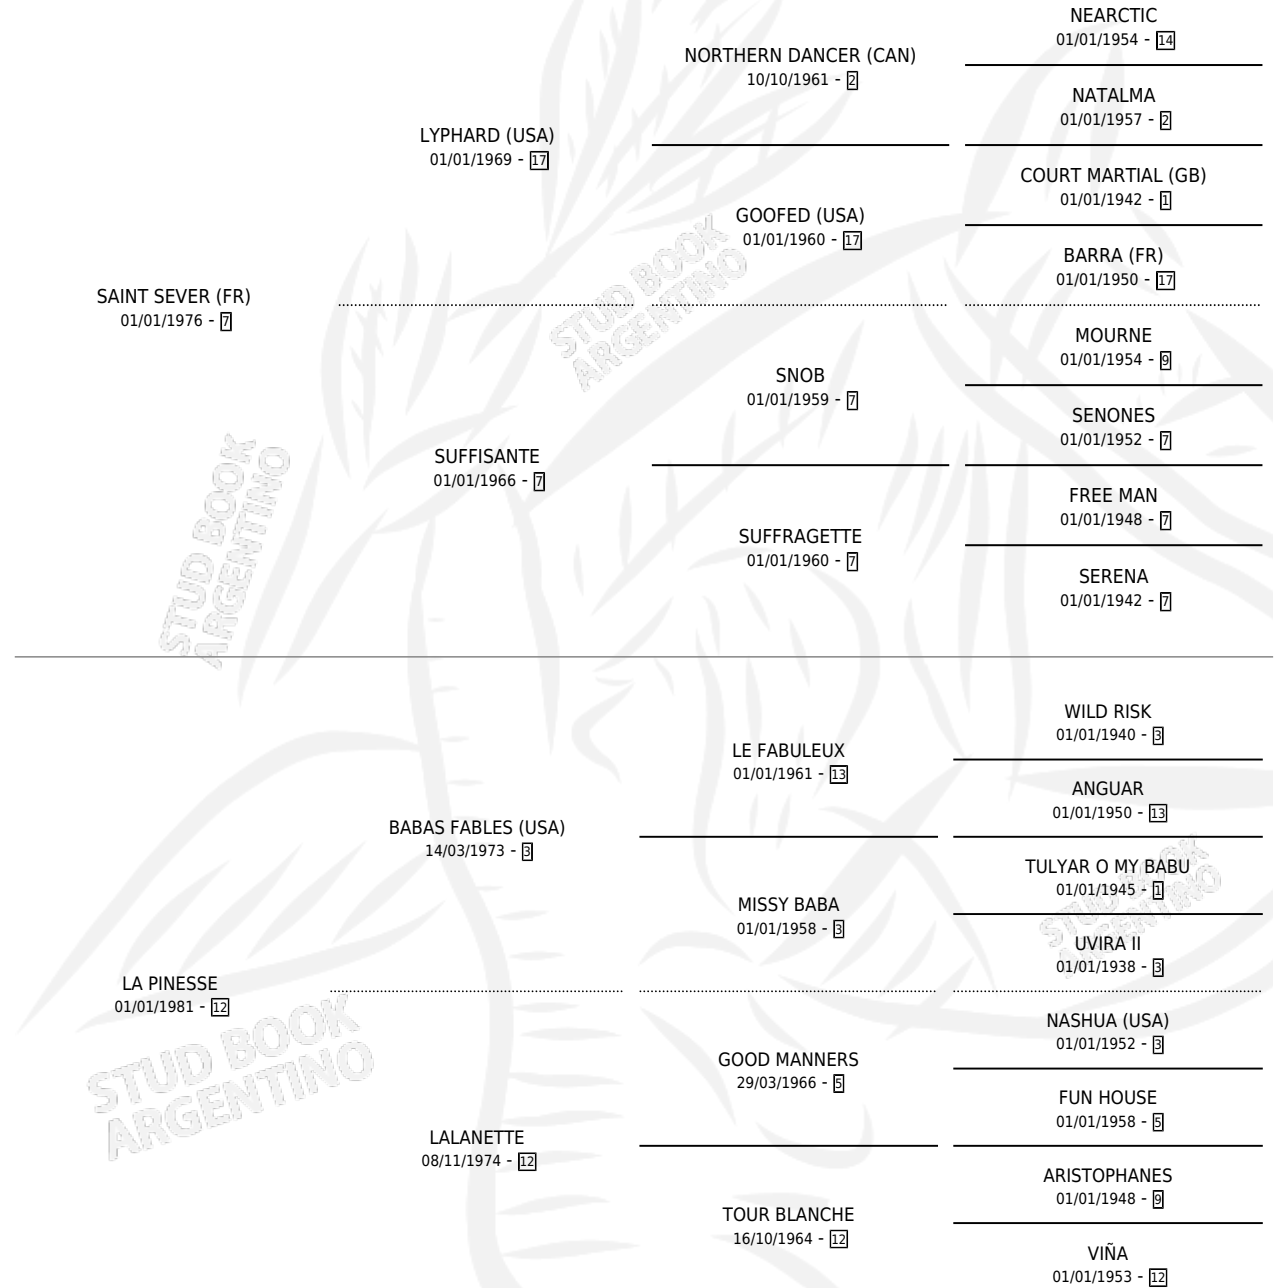 NEARCTIC
01/01/1954 - 14
NORTHERN DANCER (CAN)
10/10/1961 - 2
NATALMA
01/01/1957 - 2
LYPHARD (USA)
01/01/1969 - 17
COURT MARTIAL (GB)
01/01/1942 - 1
GOOFED (USA)
01/01/1960 - 17
BARRA (FR)
01/01/1950 - 17
SAINT SEVER (FR)
01/01/1976 - 7
MOURNE
01/01/1954 - 9
SNOB
01/01/1959 - 7
SENONES
01/01/1952 - 7
SUFFISANTE
01/01/1966 - 7
FREE MAN
01/01/1948 - 7
SUFFRAGETTE
01/01/1960 - 7
SERENA
01/01/1942 - 7
WILD RISK
01/01/1940 - 3
LE FABULEUX
01/01/1961 - 13
ANGUAR
01/01/1950 - 13
BABAS FABLES (USA)
14/03/1973 - 3
TULYAR O MY BABU
01/01/1945 - 1
MISSY BABA
01/01/1958 - 3
UVIRA II
01/01/1938 - 3
LA PINESSE
01/01/1981 - 12
NASHUA (USA)
01/01/1952 - 3
GOOD MANNERS
29/03/1966 - 5
FUN HOUSE
01/01/1958 - 5
LALANETTE
08/11/1974 - 12
ARISTOPHANES
01/01/1948 - 9
TOUR BLANCHE
16/10/1964 - 12
VIÑA
01/01/1953 - 12
STUD BOOK
ARGENTINO
STUD BOOK
ARGENTINO
STUD BOOK
ARGENTINO
STUD BOOK
ARGENTINO